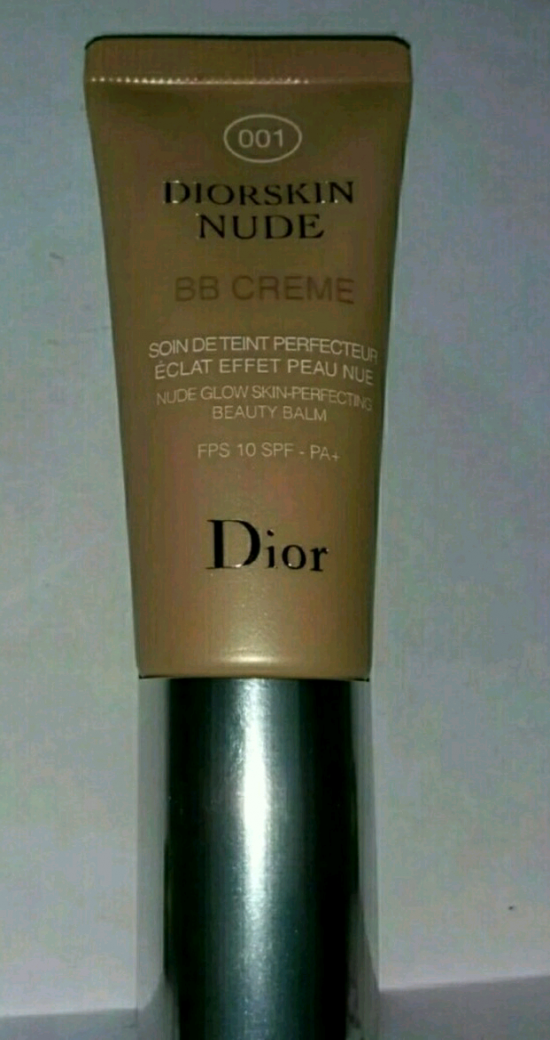 001
DIORSKIN
NUDE
BB CREME
SOIN DE TEINT PERFECTEUR
ÉCLAT EFFET PEAU NUE
NUDE GLOW SKIN-PERFECTING
BEAUTY BALM
FPS 10 SPF - PA+
Dior